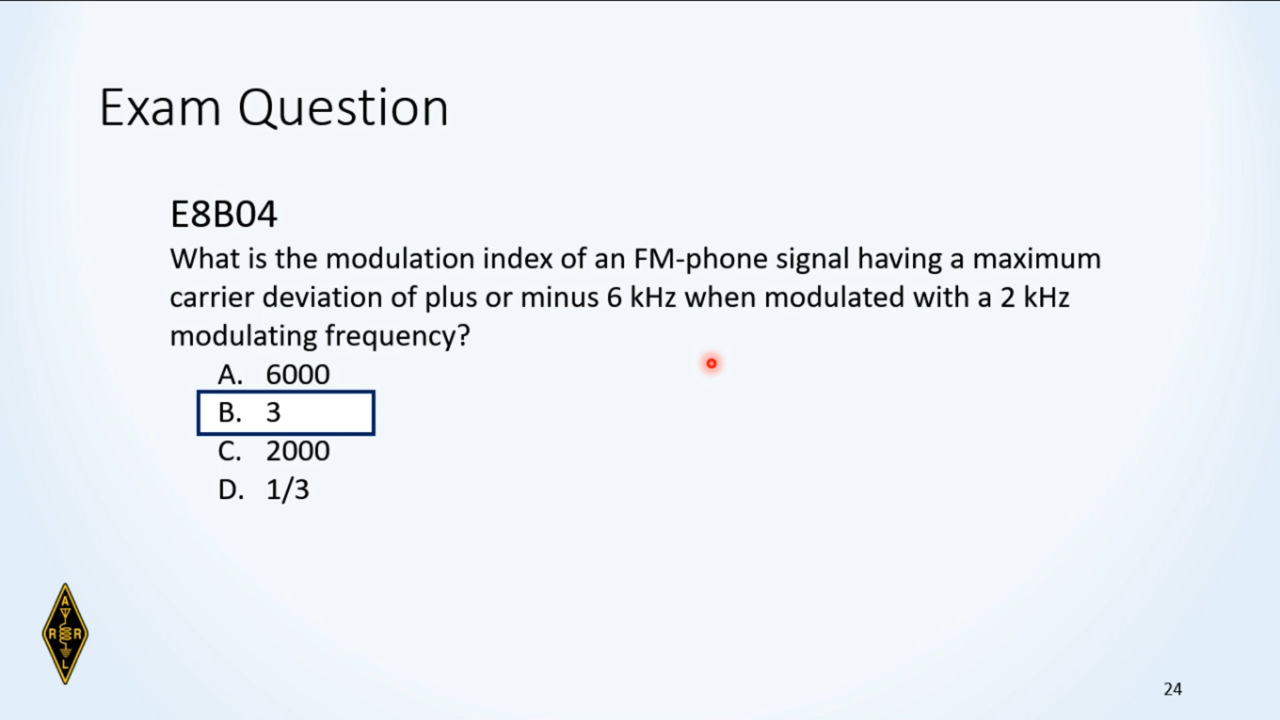 Exam Question
E8B04
What is the modulation index of an FM-phone signal having a maximum
carrier deviation of plus or minus 6 kHz when modulated with a 2 kHz
modulating frequency?
A. 6000
B. 3
C. 2000
D. 1/3
A
R R
L
24